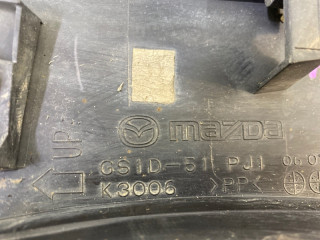 UP
mazda
GS1D-51 PJ1
K3006 >PP<